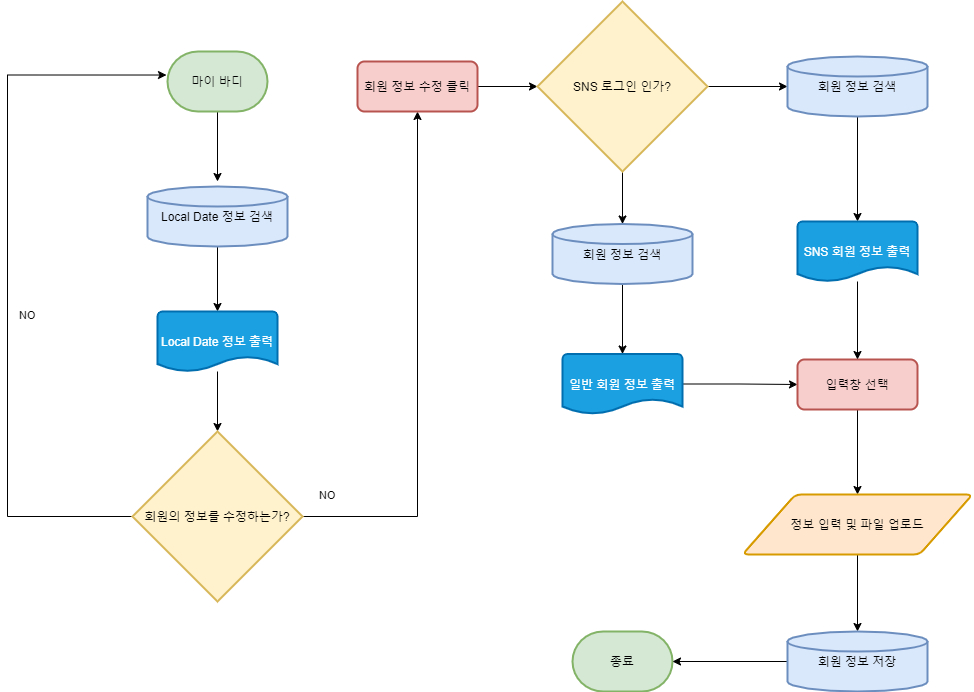 마이 바디
Local Date 정보 검색
Local Date 정보 출력
회원의 정보를 수정하는가?
NO
NO
회원 정보 수정 클릭
SNS 로그인 인가?
회원 정보 검색
일반 회원 정보 출력
회원 정보 검색
SNS 회원 정보 출력
입력창 선택
정보 입력 및 파일 업로드
회원 정보 저장
종료